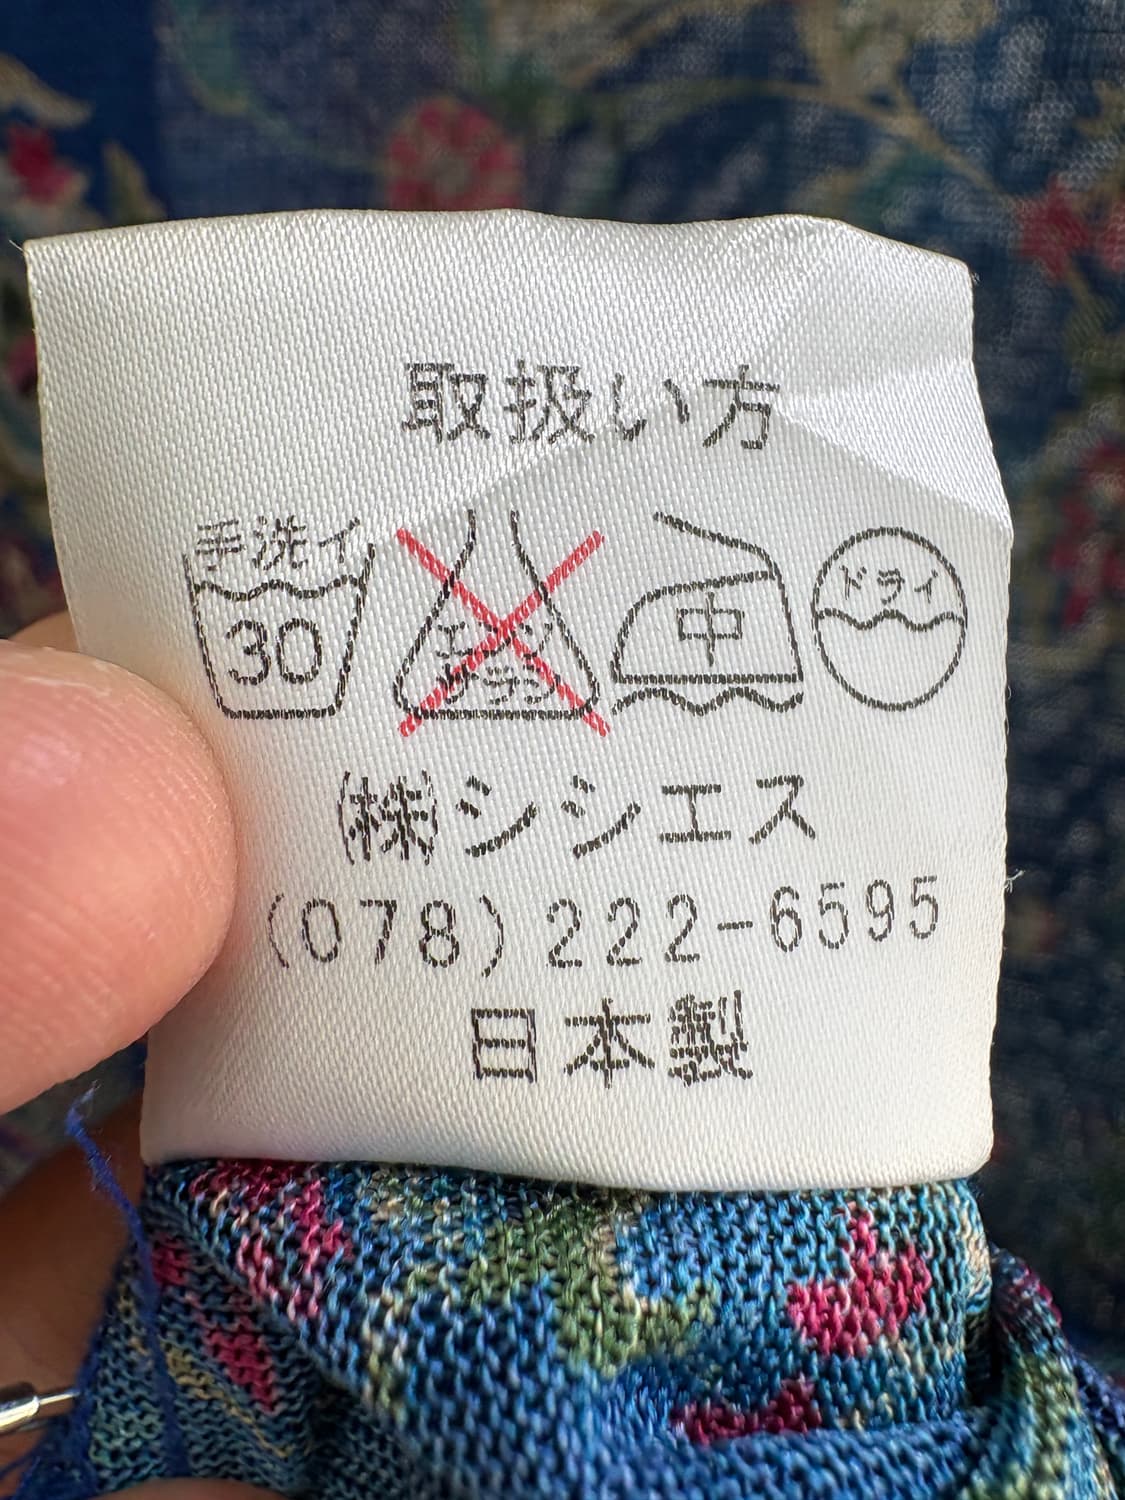 取扱い方
手洗イ エンソ 中 ドライ
30 サラシ
㈱シシエス
(078)222-6595
日本製